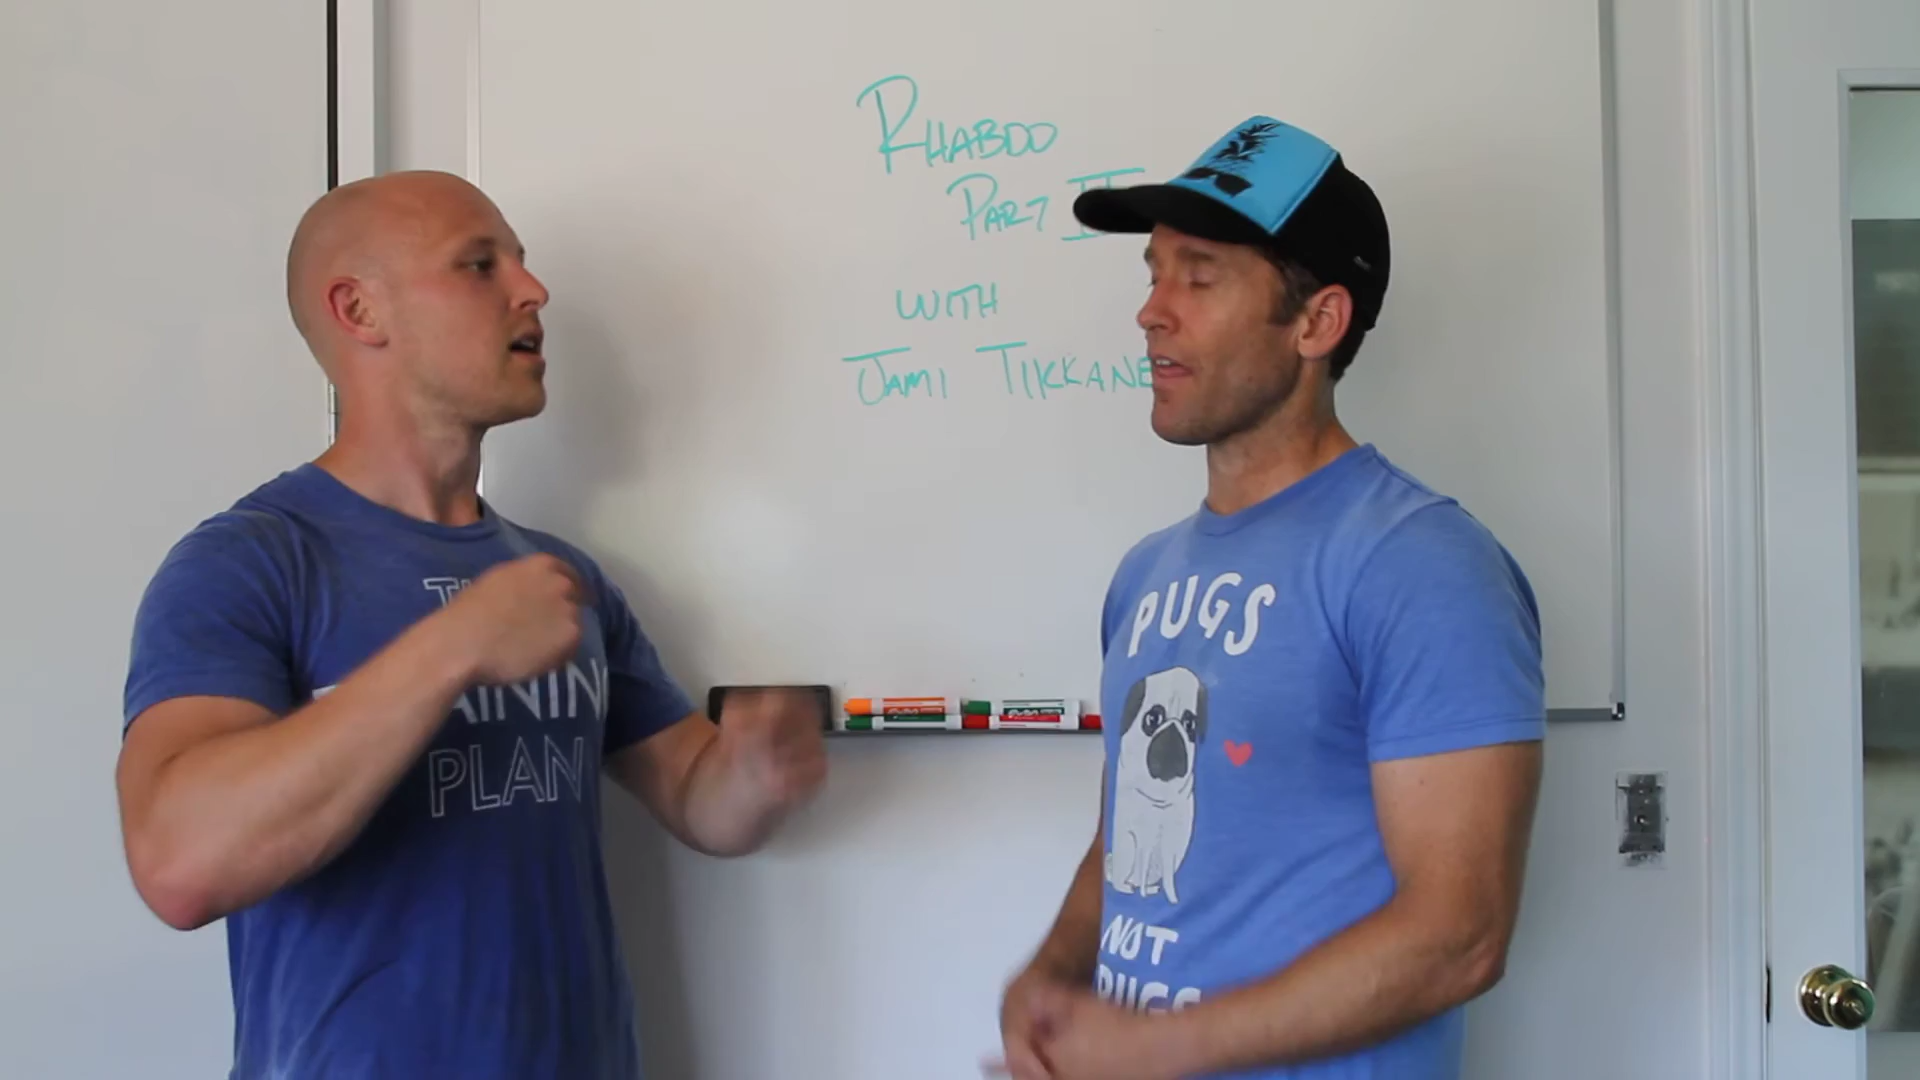 RHABDO
PART II
WITH
JAMI TIKKANE
PLAN
PUGS
NOT